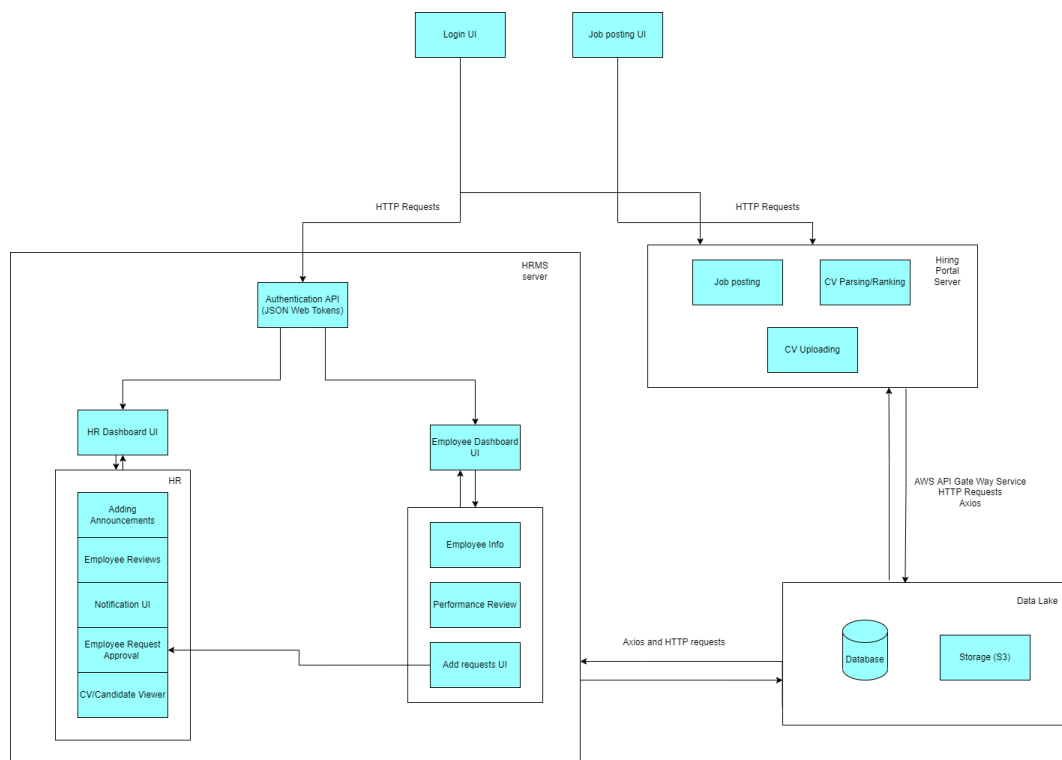 Login UI
Job posting UI
HTTP Requests
HTTP Requests
HRMS
server
Hiring
Portal
Server
Job posting
CV Parsing/Ranking
CV Uploading
Authentication API
(JSON Web Tokens)
HR Dashboard UI
Employee Dashboard
UI
HR
Adding
Announcements
Employee Reviews
Notification UI
Employee Request
Approval
CV/Candidate Viewer
Employee Info
Performance Review
Add requests UI
AWS API Gate Way Service
HTTP Requests
Axios
Axios and HTTP requests
Data Lake
Database
Storage (S3)